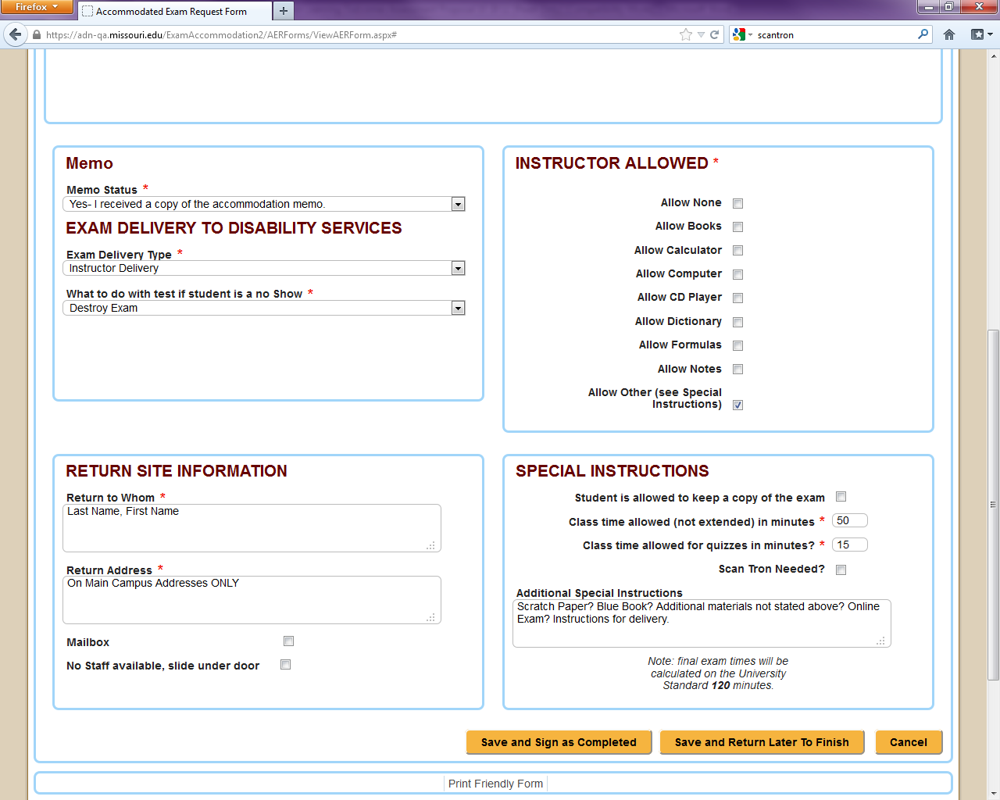 Firefox
Accommodated Exam Request Form
https://adn-qa.missouri.edu/ExamAccommodation2/AERForms/ViewAERForm.aspx#
scantron
Memo
Memo Status *
Yes- I received a copy of the accommodation memo.
EXAM DELIVERY TO DISABILITY SERVICES
Exam Delivery Type *
Instructor Delivery
What to do with test if student is a no Show *
Destroy Exam
INSTRUCTOR ALLOWED *
Allow None
Allow Books
Allow Calculator
Allow Computer
Allow CD Player
Allow Dictionary
Allow Formulas
Allow Notes
Allow Other (see Special
Instructions)
RETURN SITE INFORMATION
Return to Whom *
Last Name, First Name
Return Address *
On Main Campus Addresses ONLY
Mailbox
No Staff available, slide under door
SPECIAL INSTRUCTIONS
Student is allowed to keep a copy of the exam
Class time allowed (not extended) in minutes * 50
Class time allowed for quizzes in minutes? * 15
Scan Tron Needed?
Additional Special Instructions
Scratch Paper? Blue Book? Additional materials not stated above? Online
Exam? Instructions for delivery.
Note: final exam times will be
calculated on the University
Standard 120 minutes.
Save and Sign as Completed
Save and Return Later To Finish
Cancel
Print Friendly Form